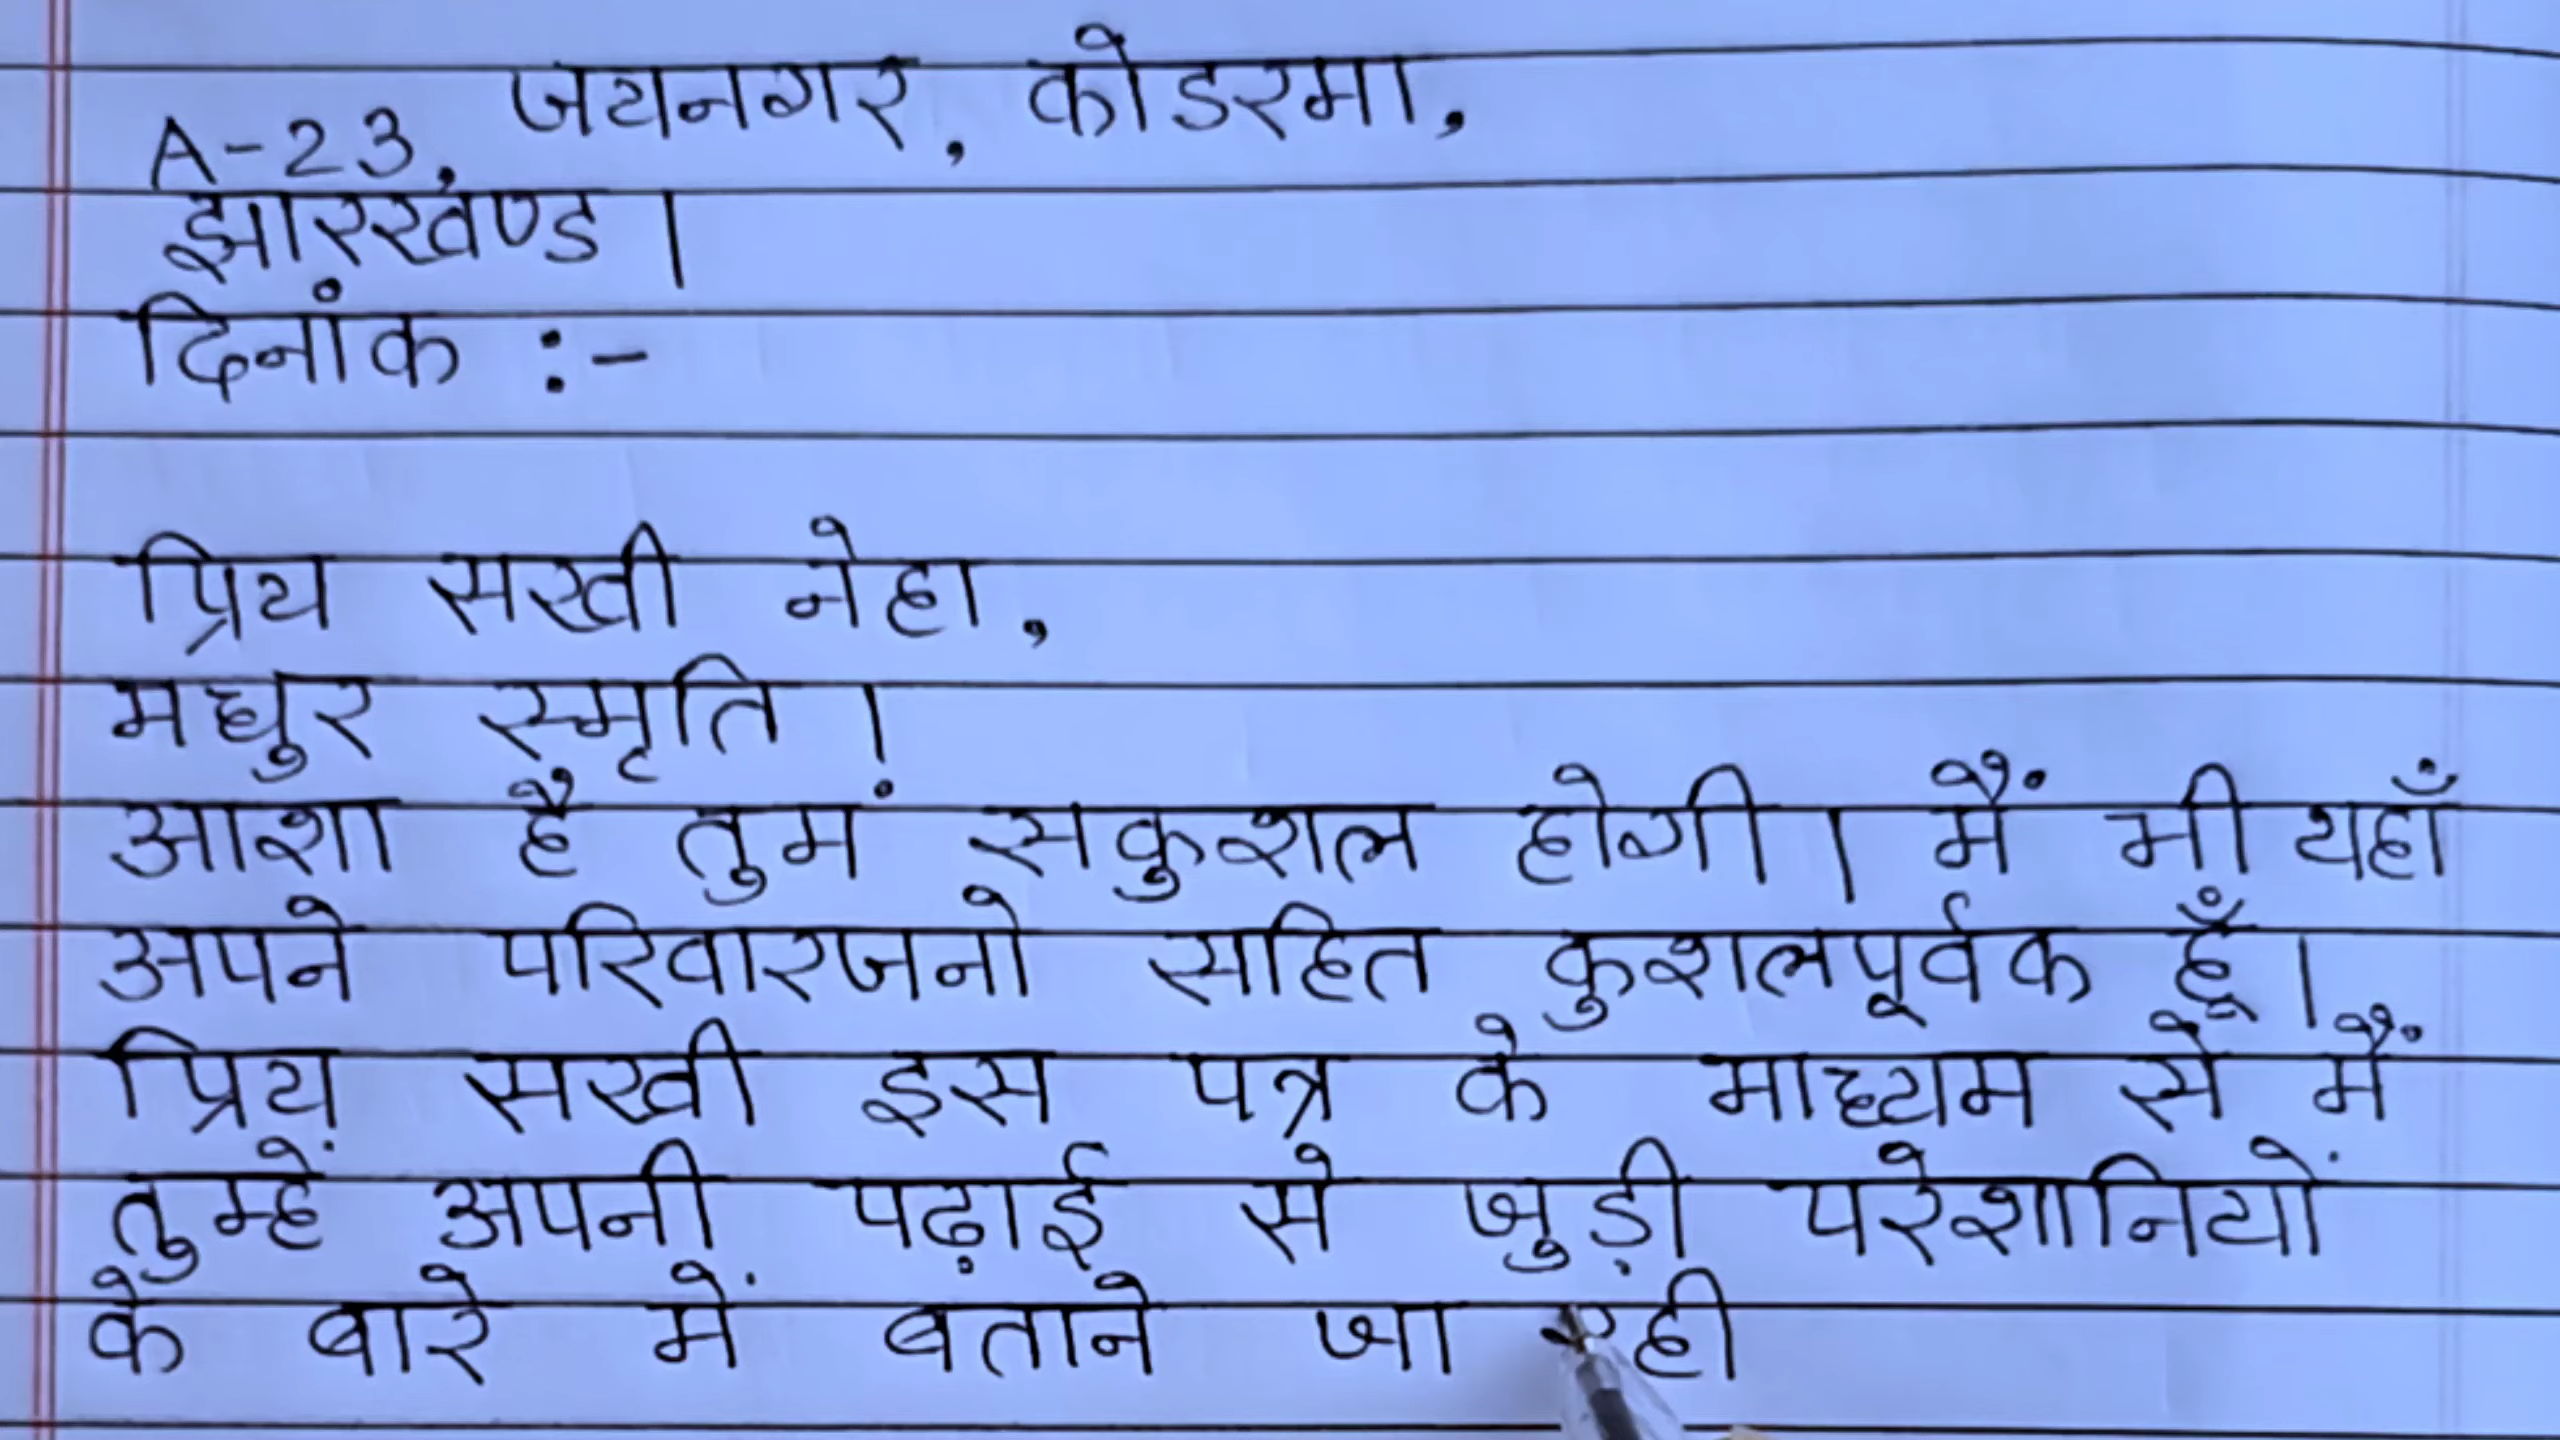 A-23, जयनगर, कोडरमा,
झारखण्ड।
दिनांक :-
प्रिय सखी नेहा,
मधुर स्मृति।
आशा है तुम सकुशल होगी। मैं भी यहाँ
अपने परिवारजनो सहित कुशलपूर्वक हूँ।
प्रिय सखी इस पत्र के माध्यम से मैं
तुम्हें अपनी पढ़ाई से जुड़ी परेशानियों
के बारे में बताने जा रही